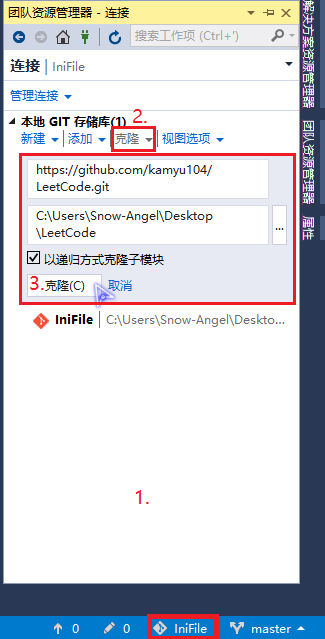 团队资源管理器 - 连接
搜索工作项 (Ctrl+')
连接 | IniFile
管理连接
2.
本地 GIT 存储库(1)
新建 | 添加 | 克隆 | 视图选项
https://github.com/kamyu104/
LeetCode.git
C:\Users\Snow-Angel\Desktop
\LeetCode
...
以递归方式克隆子模块
3.克隆(C) 取消
IniFile | C:\Users\Snow-Angel\Deskto...
1.
0 0 IniFile master
解决方案资源管理器
团队资源管理器
属性